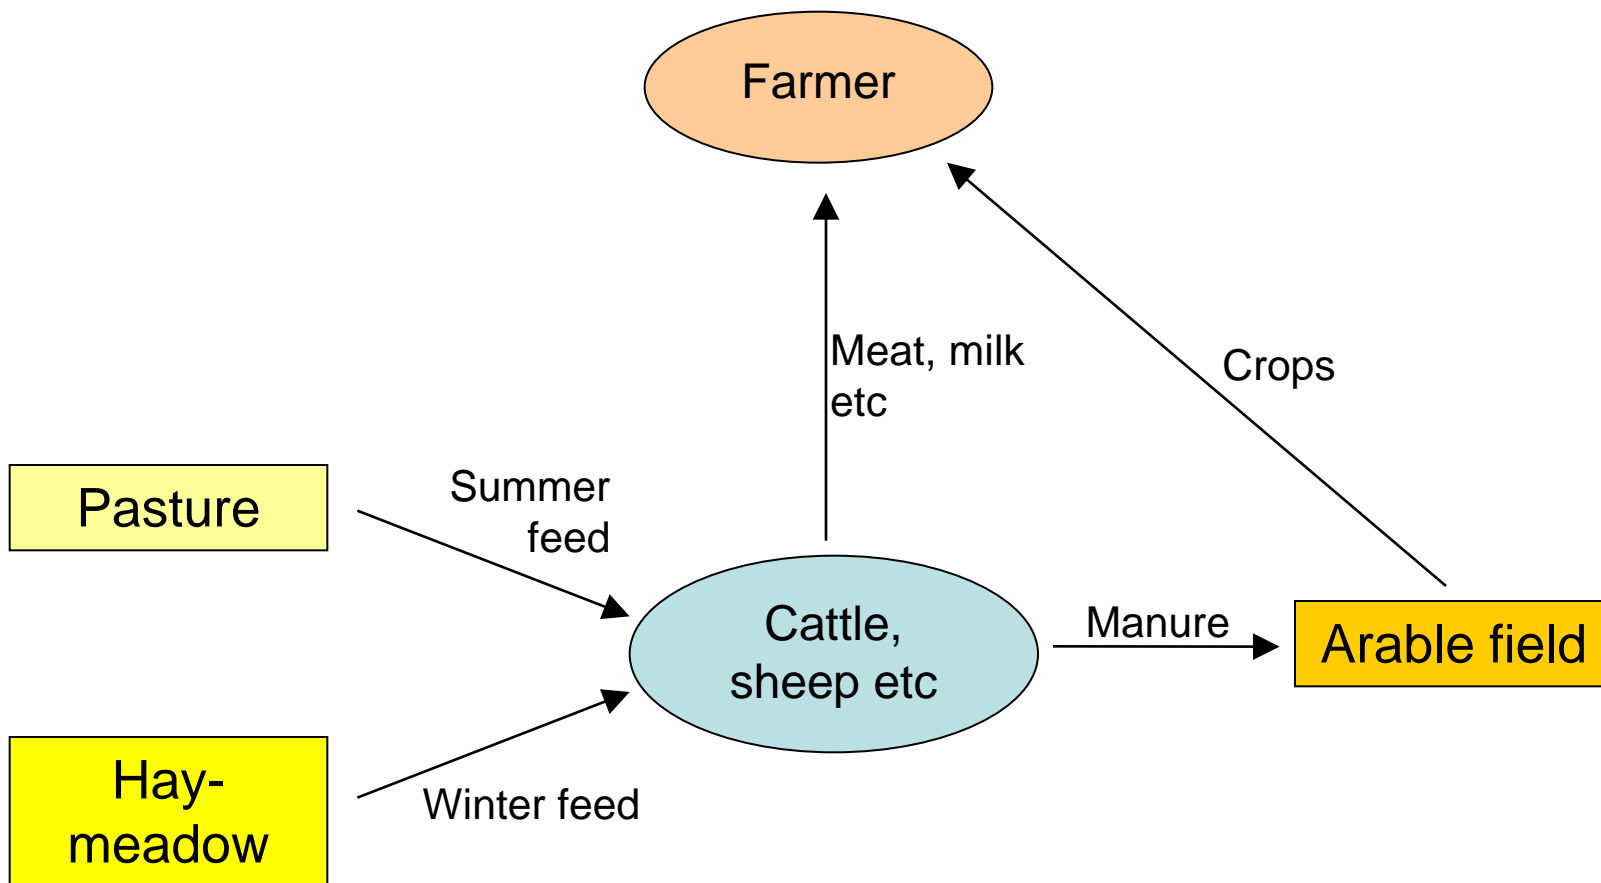 Farmer
Meat, milk
etc
Crops
Pasture
Summer
feed
Cattle,
sheep etc
Manure
Arable field
Hay-
meadow
Winter feed